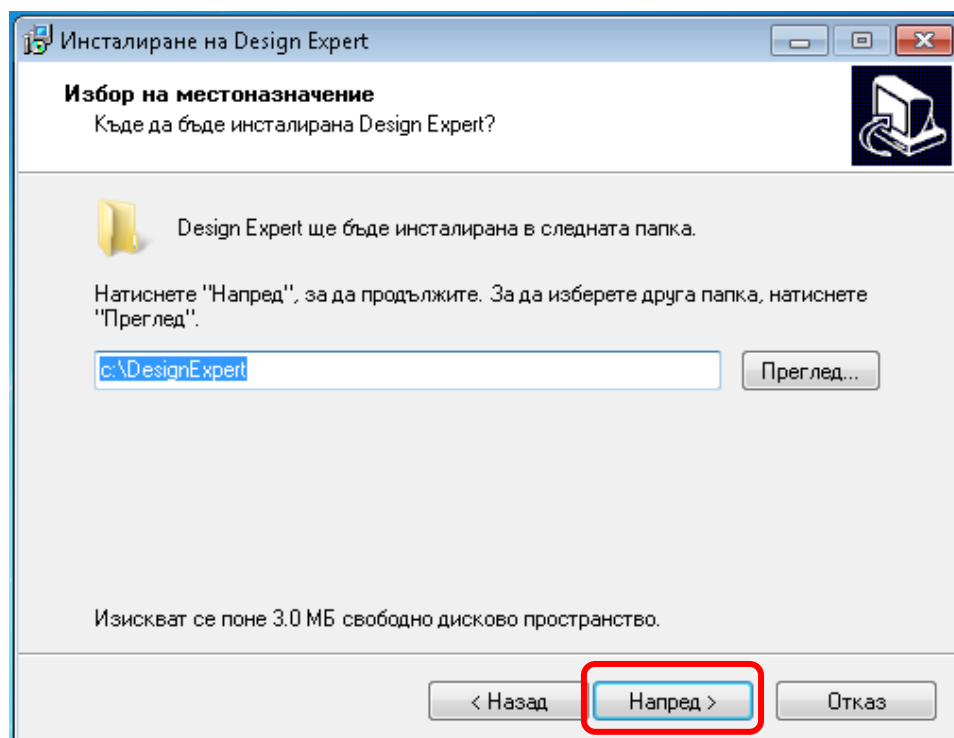 Инсталиране на Design Expert
Избор на местоназначение
Къде да бъде инсталирана Design Expert?
Design Expert ще бъде инсталирана в следната папка.
Натиснете "Напред", за да продължите. За да изберете друга папка, натиснете
"Преглед".
c:\DesignExpert
Преглед...
Изискват се поне 3.0 МБ свободно дисково пространство.
< Назад
Напред >
Отказ